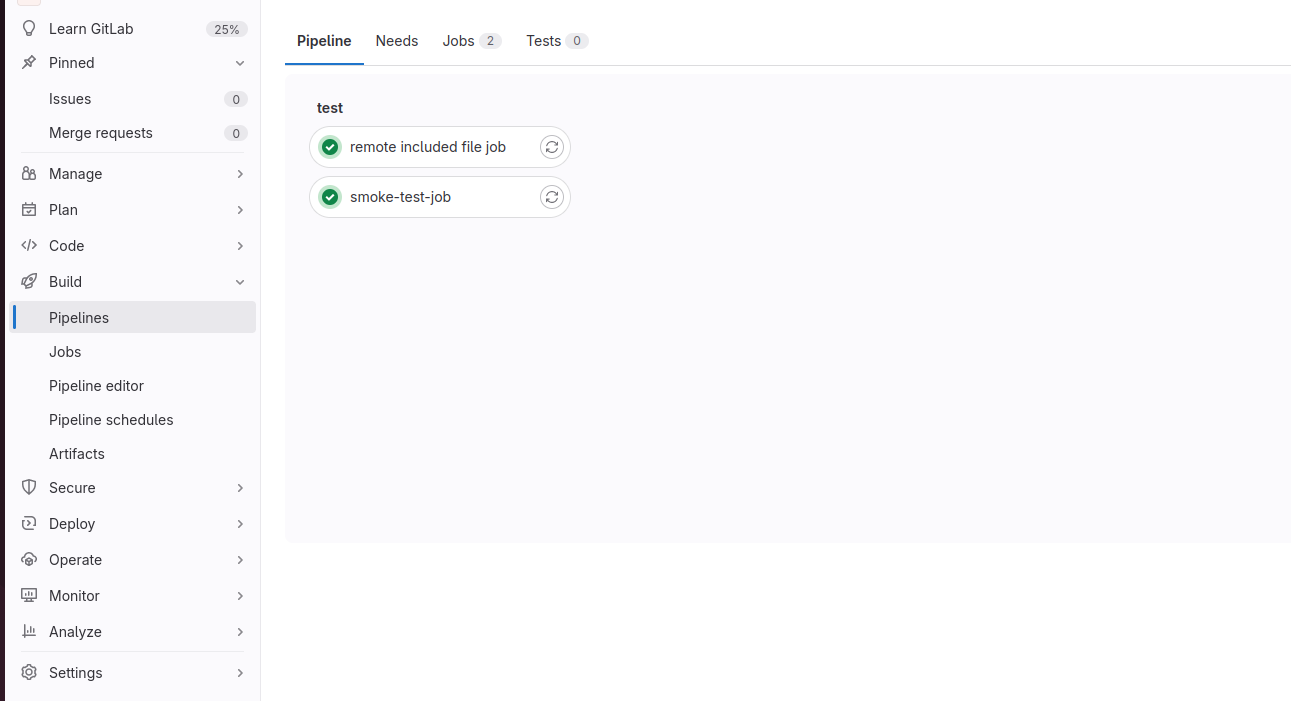 Learn GitLab 25%
Pinned
Issues 0
Merge requests 0
Manage
Plan
Code
Build
Pipelines
Jobs
Pipeline editor
Pipeline schedules
Artifacts
Secure
Deploy
Operate
Monitor
Analyze
Settings
Pipeline Needs Jobs 2 Tests 0
test
remote included file job
smoke-test-job